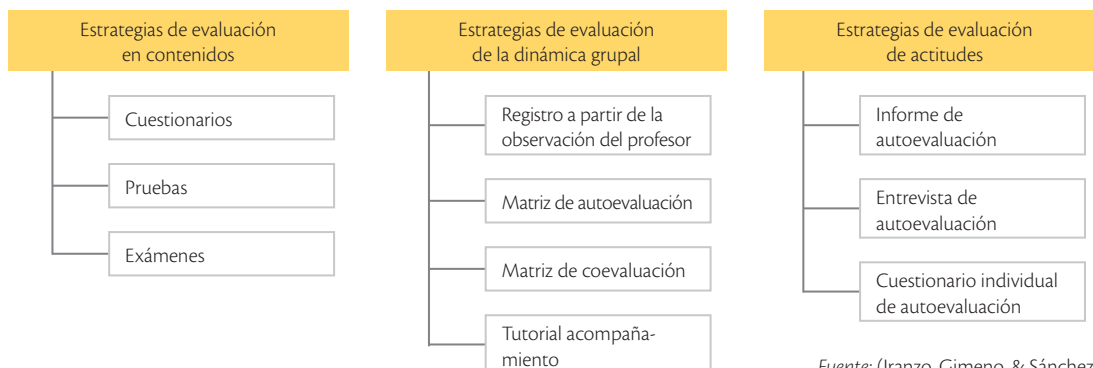 Estrategias de evaluación
en contenidos
Cuestionarios
Pruebas
Exámenes
Estrategias de evaluación
de la dinámica grupal
Registro a partir de la
observación del profesor
Matriz de autoevaluación
Matriz de coevaluación
Tutorial acompaña-
miento
Estrategias de evaluación
de actitudes
Informe de
autoevaluación
Entrevista de
autoevaluación
Cuestionario individual
de autoevaluación
Fuente: (Iranzo, Gimeno, & Sánchez